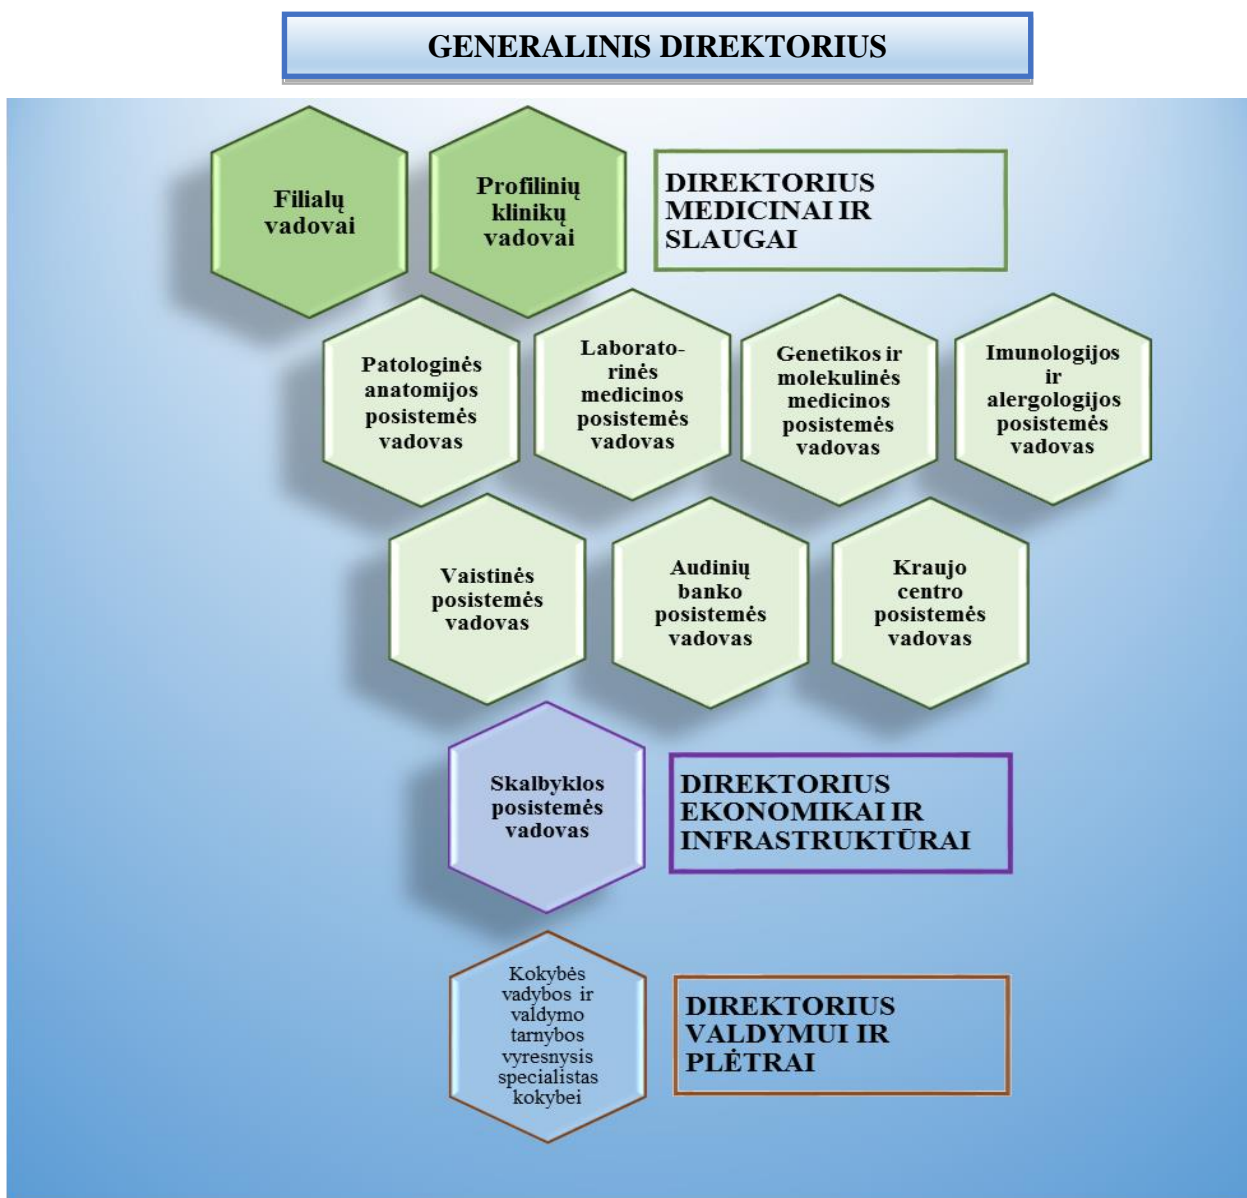 GENERALINIS DIREKTORIUS
Filialų
vadovai
Profilinių
klinikų
vadovai
DIREKTORIUS
MEDICINAI IR
SLAUGAI
Patologinės
anatomijos
posistemės
vadovas
Laborato-
rinės
medicinos
posistemės
vadovas
Genetikos ir
molekulinės
medicinos
posistemės
vadovas
Imunologijos
ir
alergologijos
posistemės
vadovas
Vaistinės
posistemės
vadovas
Audinių
banko
posistemės
vadovas
Kraujo
centro
posistemės
vadovas
Skalbyklos
posistemės
vadovas
DIREKTORIUS
EKONOMIKAI IR
INFRASTRUKTŪRAI
Kokybės
vadybos ir
valdymo
tarnybos
vyresnysis
specialistas
kokybei
DIREKTORIUS
VALDYMUI IR
PLĖTRAI